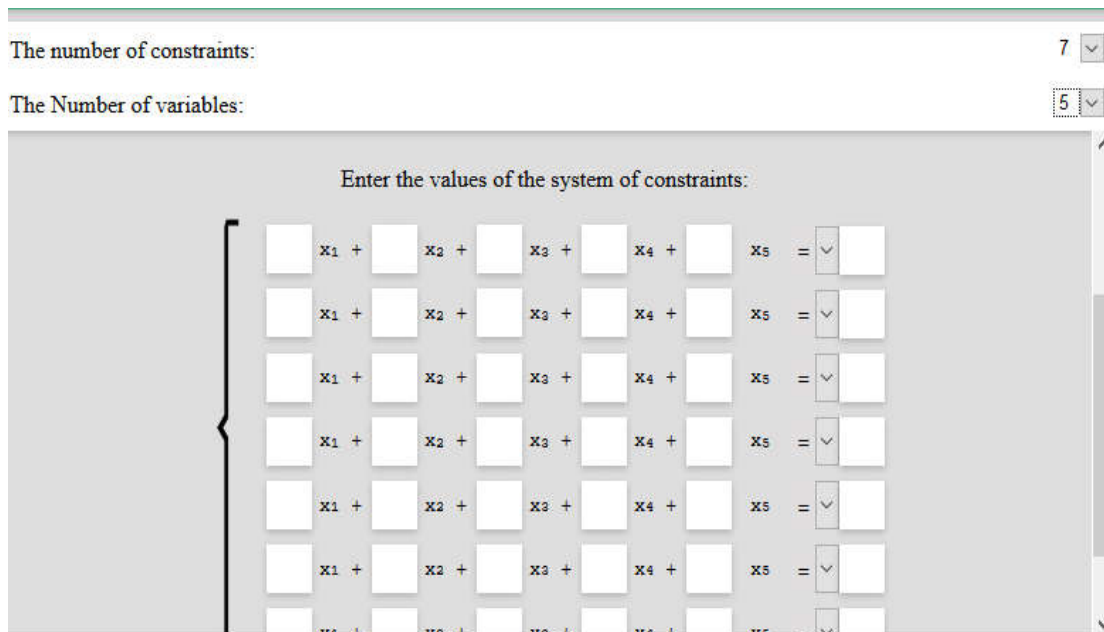 The number of constraints: 7
The Number of variables: 5
Enter the values of the system of constraints:
x₁ + x₂ + x₃ + x₄ + x₅ =
x₁ + x₂ + x₃ + x₄ + x₅ =
x₁ + x₂ + x₃ + x₄ + x₅ =
x₁ + x₂ + x₃ + x₄ + x₅ =
x₁ + x₂ + x₃ + x₄ + x₅ =
x₁ + x₂ + x₃ + x₄ + x₅ =